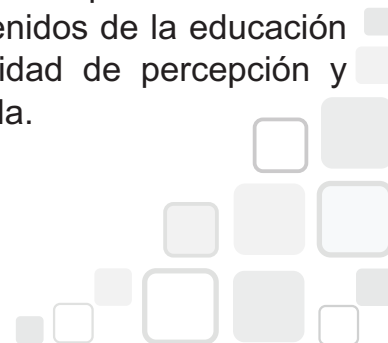 enidos de la educación
idad de percepción y
la.